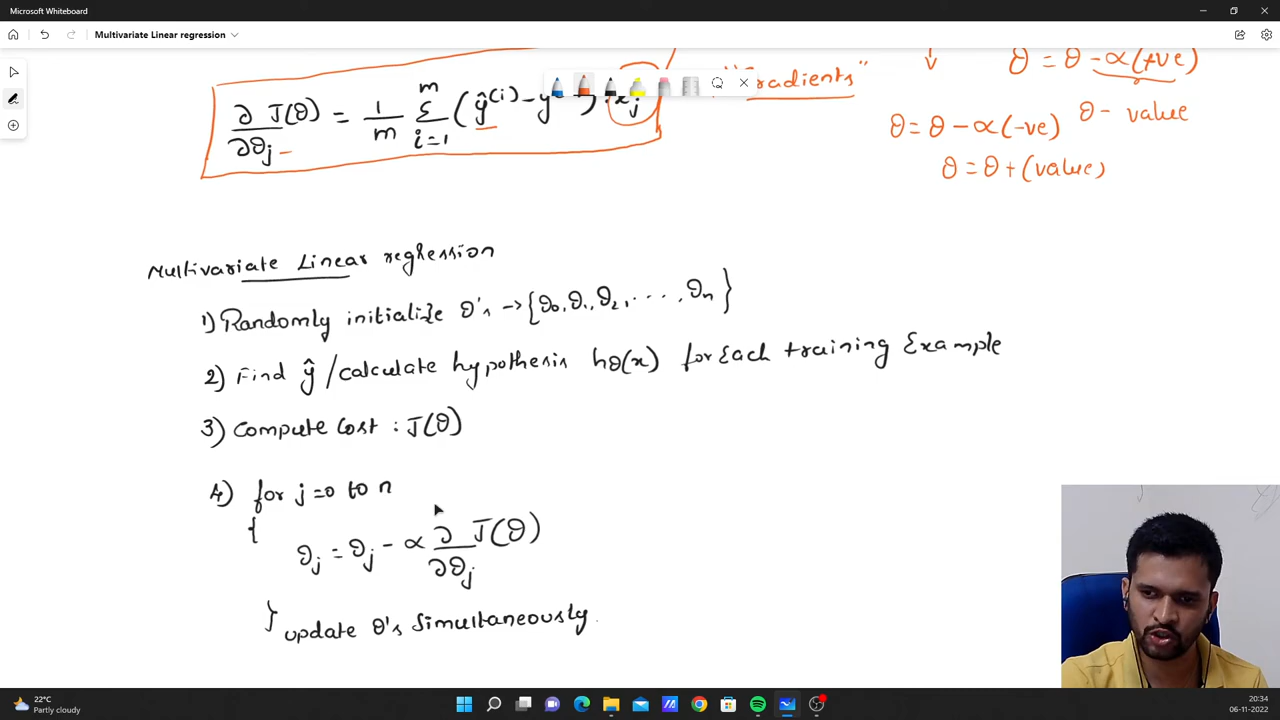 Microsoft Whiteboard
Multivariate Linear regression
∂ J(θ) / ∂θj = 1/m Σ i=1 m (ŷ^(i) - y ) . xj
Gradients"
θ = θ - α(+ve)
θ - value
θ = θ - α(-ve)
θ = θ + (value)
Multivariate Linear regression
1) Randomly initialize θ's → {θ0, θ1, θ2, ....., θn}
2) Find ŷ / calculate hypothesis hθ(x) for Each training Example
3) Compute Cost : J(θ)
4) for j=0 to n
{
θj = θj - α ∂/∂θj J(θ)
} update θ's simultaneously.
22°C
Partly cloudy
20:34
06-11-2022